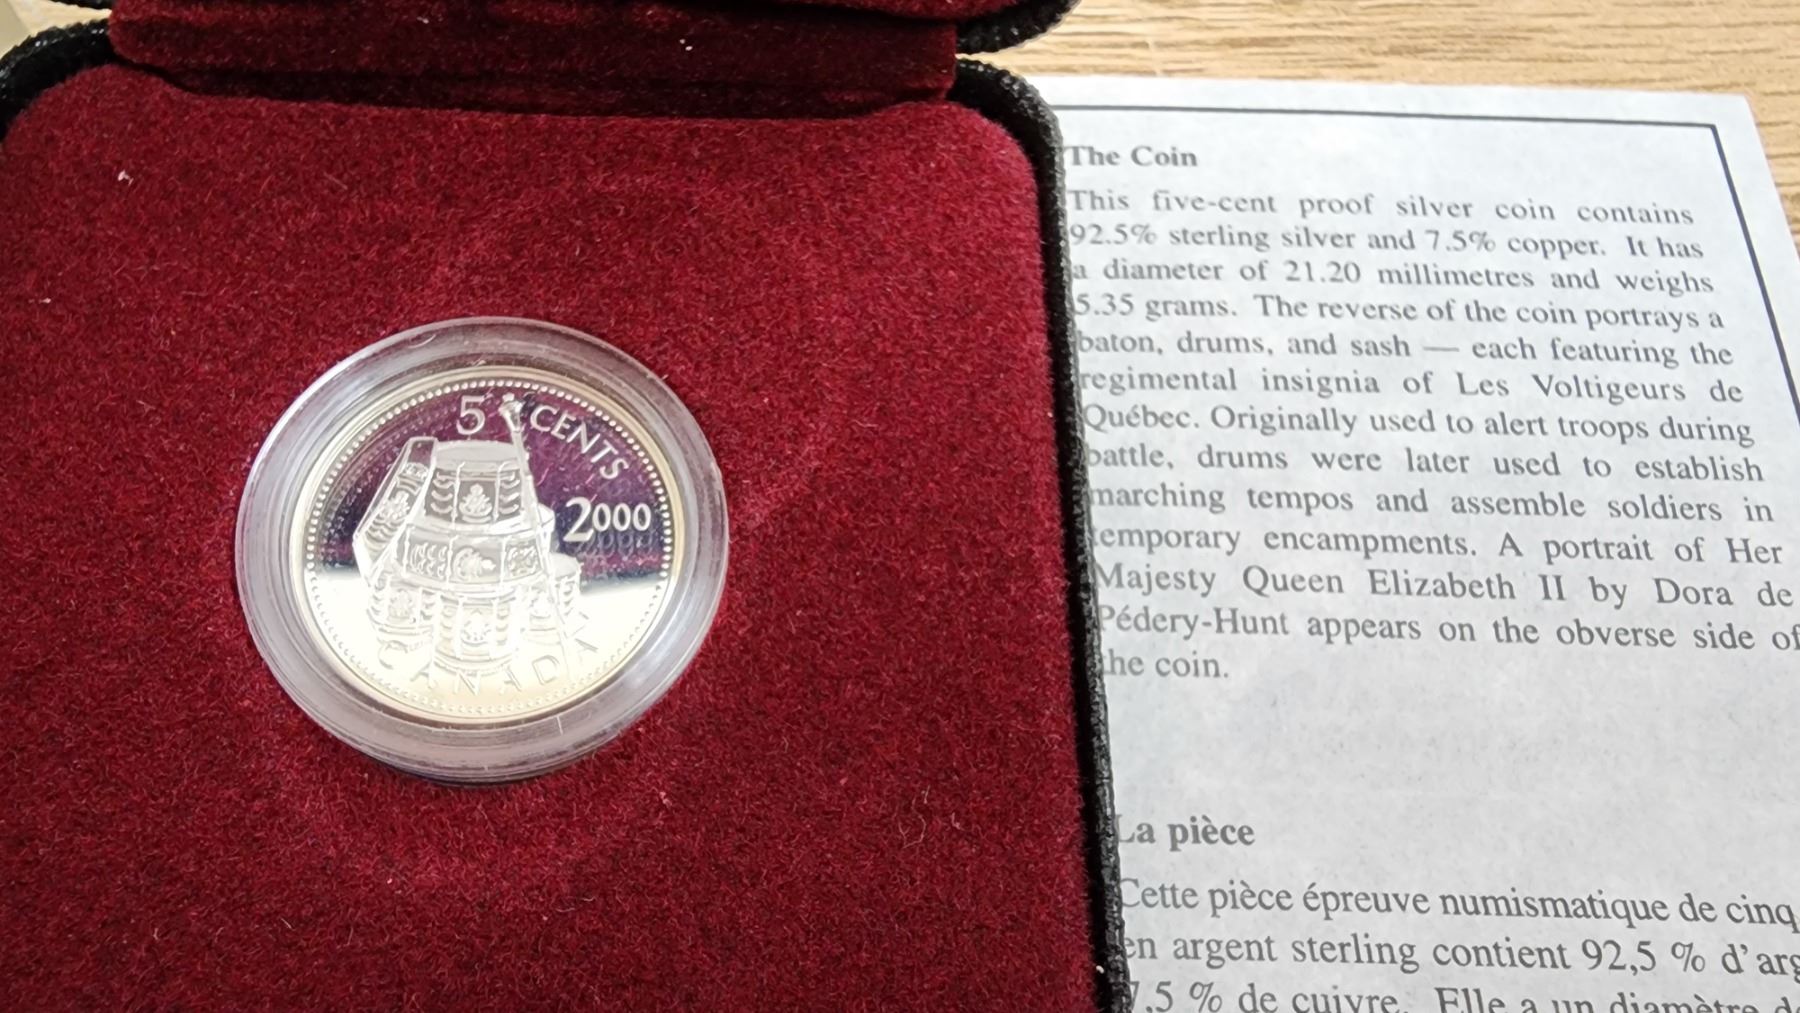 5 CENTS
2000
CANADA
The Coin
This five-cent proof silver coin contains
92.5% sterling silver and 7.5% copper. It has
a diameter of 21.20 millimetres and weighs
5.35 grams. The reverse of the coin portrays a
baton, drums, and sash — each featuring the
regimental insignia of Les Voltigeurs de
Québec. Originally used to alert troops during
battle, drums were later used to establish
marching tempos and assemble soldiers in
temporary encampments. A portrait of Her
Majesty Queen Elizabeth II by Dora de
Pédery-Hunt appears on the obverse side of
the coin.
La pièce
Cette pièce épreuve numismatique de cinq
en argent sterling contient 92,5 % d'arg
7,5 % de cuivre. Elle a un diamètre de